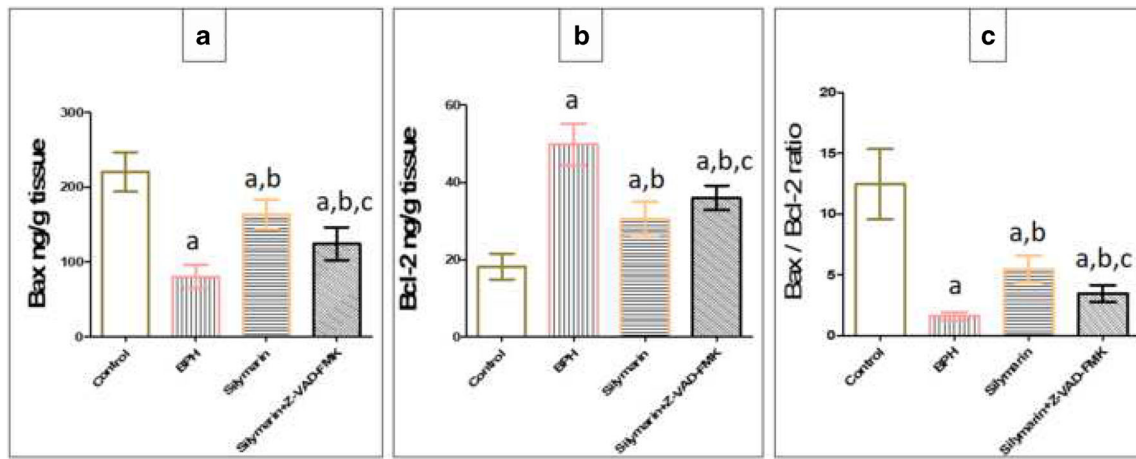 a
300
200
100
0
Bax ng/g tissue
a
a,b
a,b,c
Control
BPH
Silymarin
Silymarin+Z-VAD-FMK
b
60
40
20
0
Bcl-2 ng/g tissue
a
a,b
a,b,c
Control
BPH
Silymarin
Silymarin+Z-VAD-FMK
c
20
15
10
5
0
Bax / Bcl-2 ratio
a
a,b
a,b,c
Control
BPH
Silymarin
Silymarin+Z-VAD-FMK